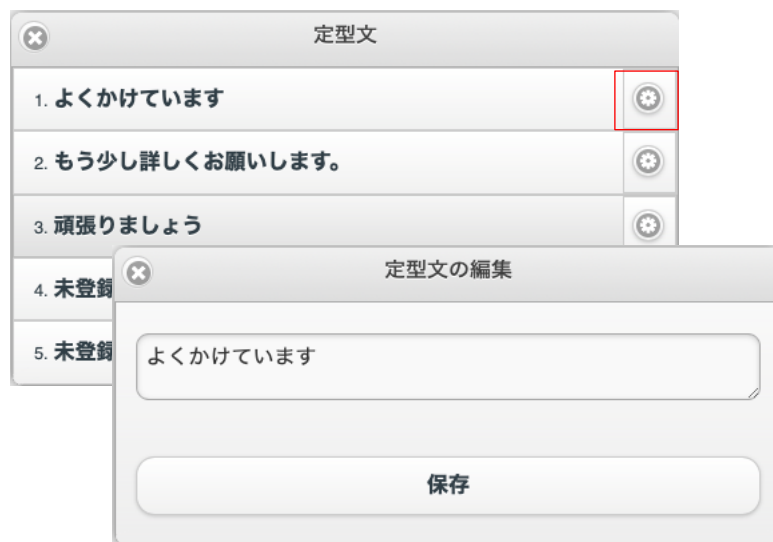 定型文
1. よくかけています
2. もう少し詳しくお願いします。
3. 頑張りましょう
4. 未登録
5. 未登録
定型文の編集
よくかけています
保存